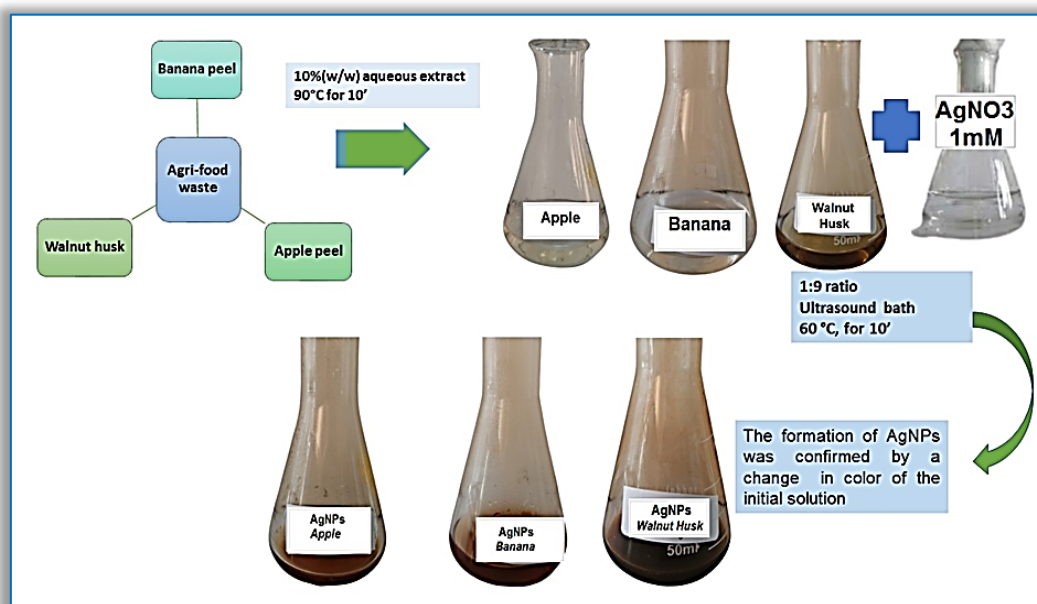 Banana peel
Agri-food
waste
Walnut husk
Apple peel
10%(w/w) aqueous extract
90°C for 10'
Apple
Banana
Walnut
Husk
50ml
AgNO3
1mM
1:9 ratio
Ultrasound bath
60 °C, for 10'
The formation of AgNPs
was confirmed by a
change in color of the
initial solution
AgNPs
Apple
AgNPs
Banana
AgNPs
Walnut Husk
50ml